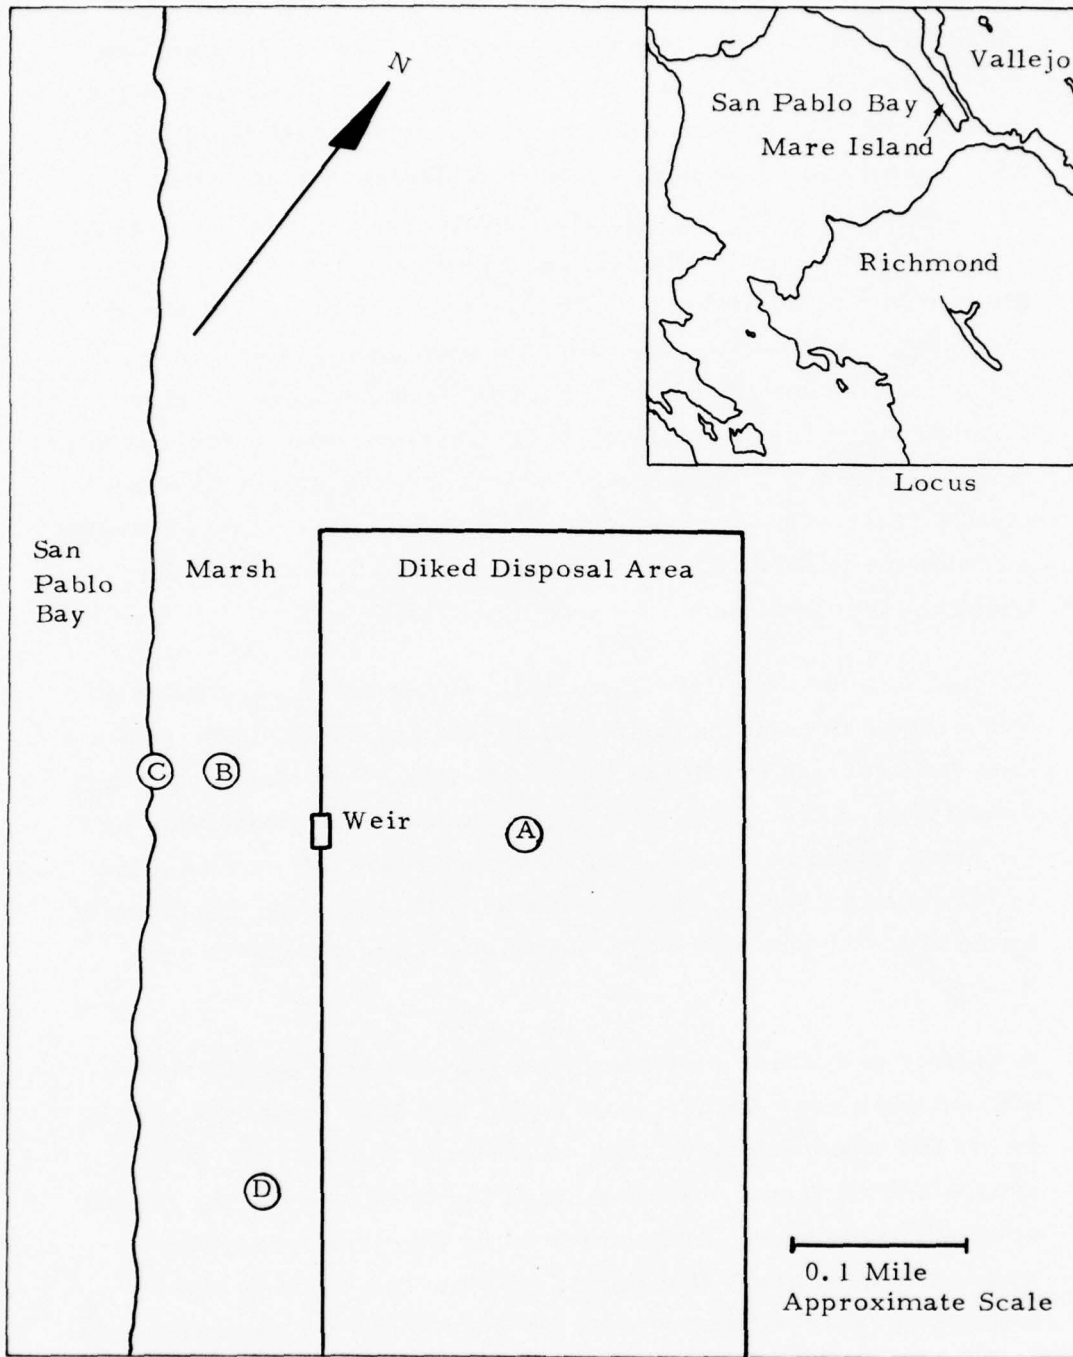 N
Vallejo
San Pablo Bay
Mare Island
Richmond
Locus
San
Pablo
Bay
Marsh
Diked Disposal Area
C
B
Weir
A
D
0.1 Mile
Approximate Scale